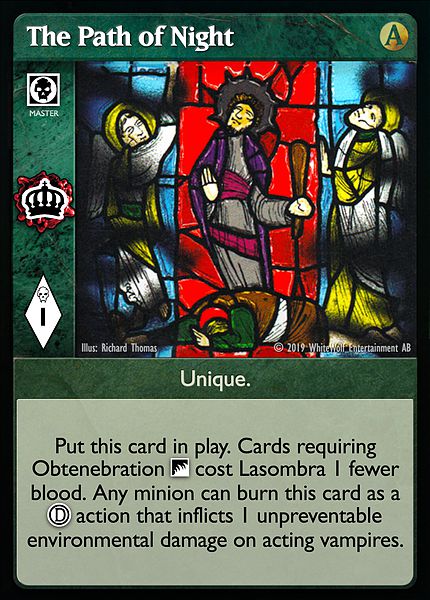 The Path of Night
A
MASTER
1
Illus: Richard Thomas
© 2019 WhiteWolf Entertainment AB
Unique.
Put this card in play. Cards requiring
Obtenebration cost Lasombra 1 fewer
blood. Any minion can burn this card as a
D action that inflicts 1 unpreventable
environmental damage on acting vampires.